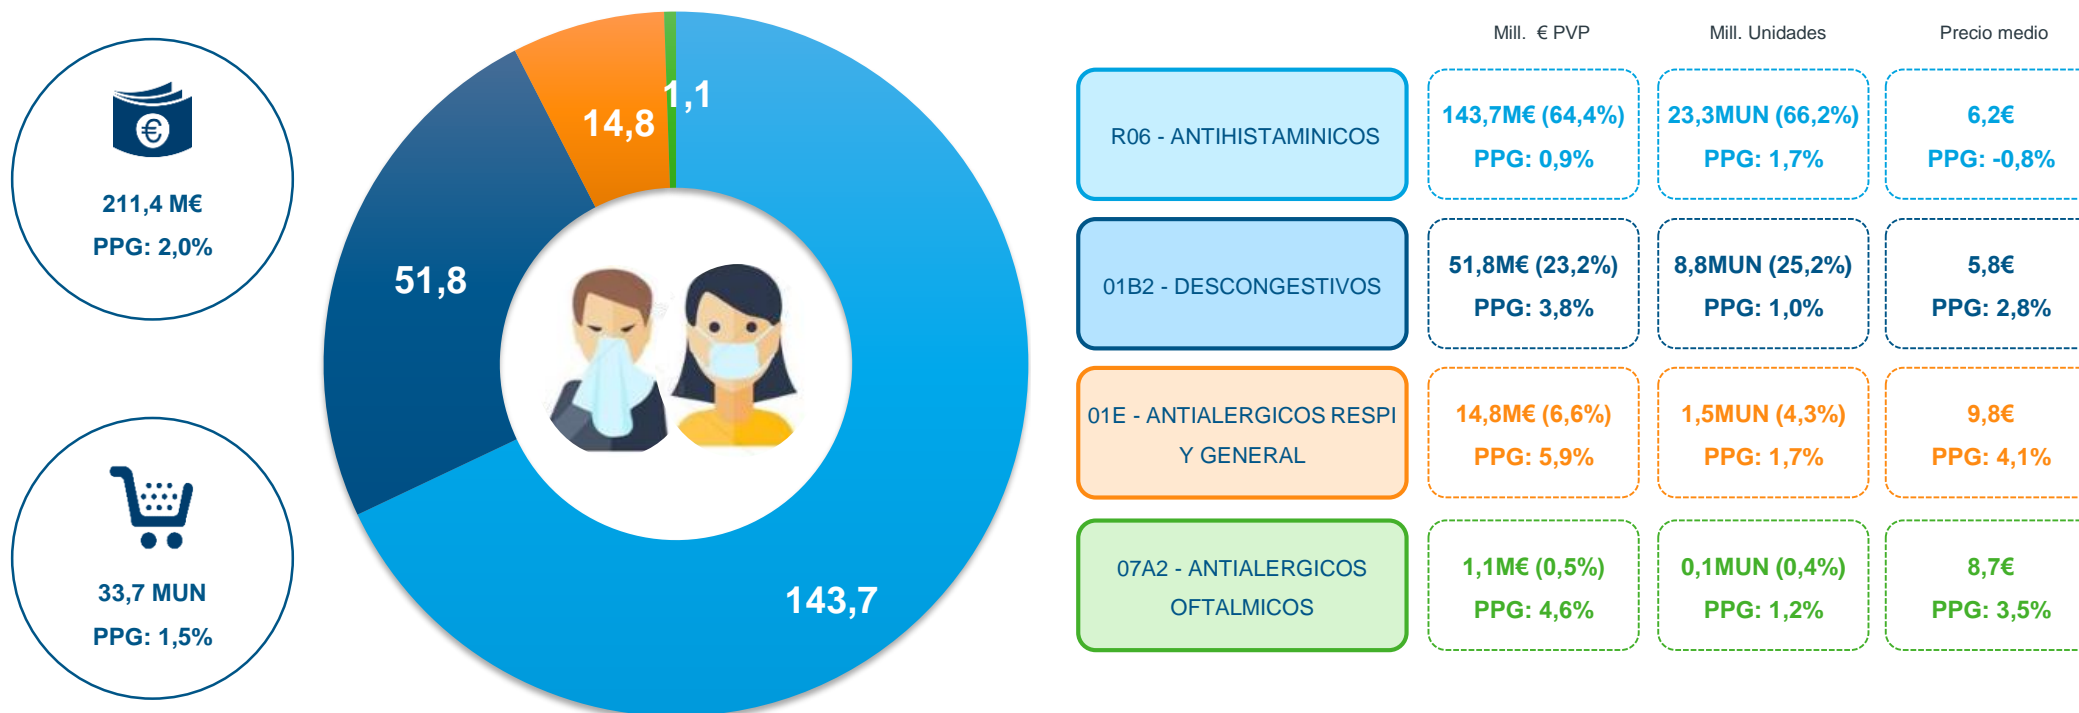 211,4 M€
PPG: 2,0%
33,7 MUN
PPG: 1,5%
1,1
14,8
51,8
143,7
Mill. € PVP
Mill. Unidades
Precio medio
R06 - ANTIHISTAMINICOS
143,7M€ (64,4%)
PPG: 0,9%
23,3MUN (66,2%)
PPG: 1,7%
6,2€
PPG: -0,8%
01B2 - DESCONGESTIVOS
51,8M€ (23,2%)
PPG: 3,8%
8,8MUN (25,2%)
PPG: 1,0%
5,8€
PPG: 2,8%
01E - ANTIALERGICOS RESPI
Y GENERAL
14,8M€ (6,6%)
PPG: 5,9%
1,5MUN (4,3%)
PPG: 1,7%
9,8€
PPG: 4,1%
07A2 - ANTIALERGICOS
OFTALMICOS
1,1M€ (0,5%)
PPG: 4,6%
0,1MUN (0,4%)
PPG: 1,2%
8,7€
PPG: 3,5%